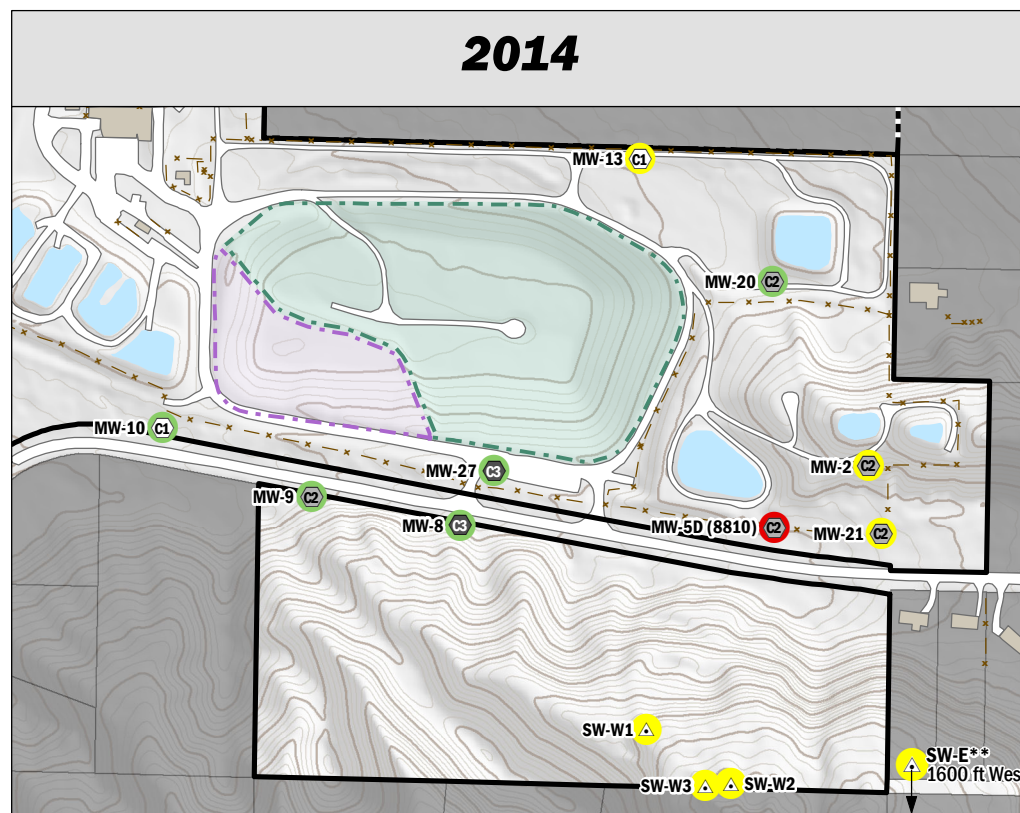 2014
MW-13 C1
MW-20 C2
MW-10 C1
MW-27 C3
MW-2 C2
MW-9 C2
MW-8 C3
MW-5D (8810) C2
MW-21 C2
SW-W1
SW-E**
1600 ft Wes
SW-W3
SW-W2